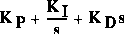 K_P + K_I/s + K_D s